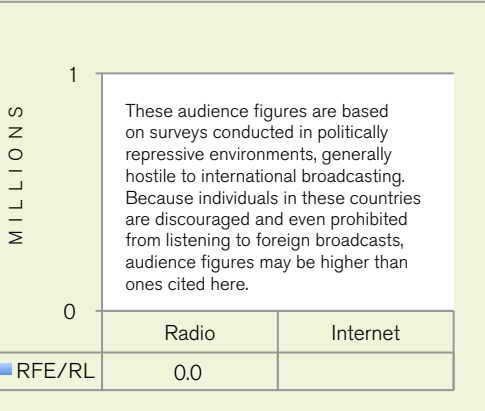 1
MILLIONS
These audience figures are based
on surveys conducted in politically
repressive environments, generally
hostile to international broadcasting.
Because individuals in these countries
are discouraged and even prohibited
from listening to foreign broadcasts,
audience figures may be higher than
ones cited here.
0
Radio Internet
RFE/RL 0.0